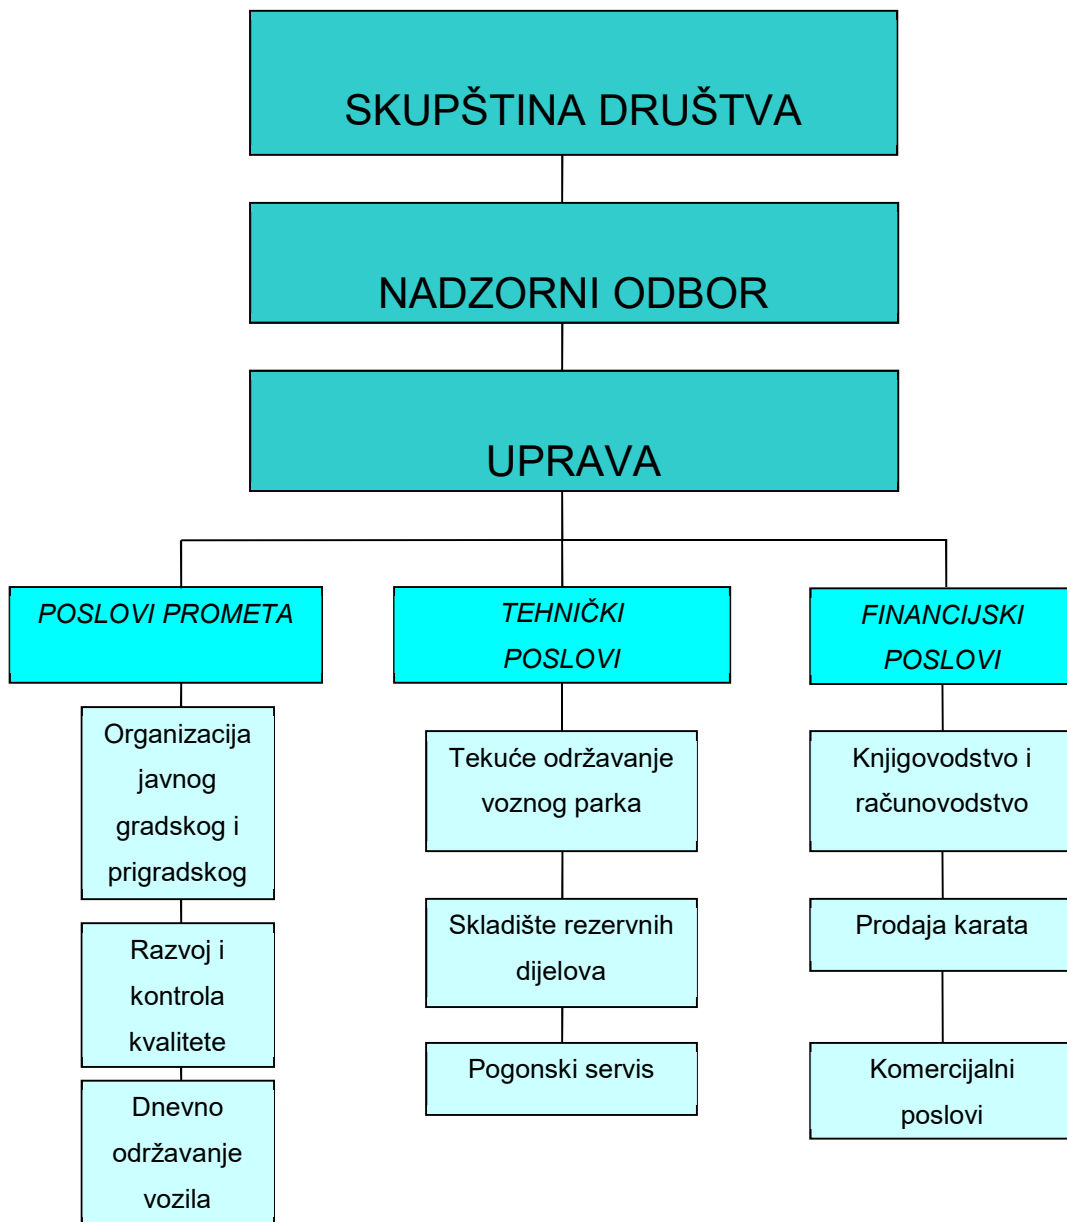 SKUPŠTINA DRUŠTVA
NADZORNI ODBOR
UPRAVA
POSLOVI PROMETA
Organizacija
javnog
gradskog i
prigradskog
Razvoj i
kontrola
kvalitete
Dnevno
održavanje
vozila
TEHNIČKI
POSLOVI
Tekuće održavanje
voznog parka
Skladište rezervnih
dijelova
Pogonski servis
FINANCIJSKI
POSLOVI
Knjigovodstvo i
računovodstvo
Prodaja karata
Komercijalni
poslovi